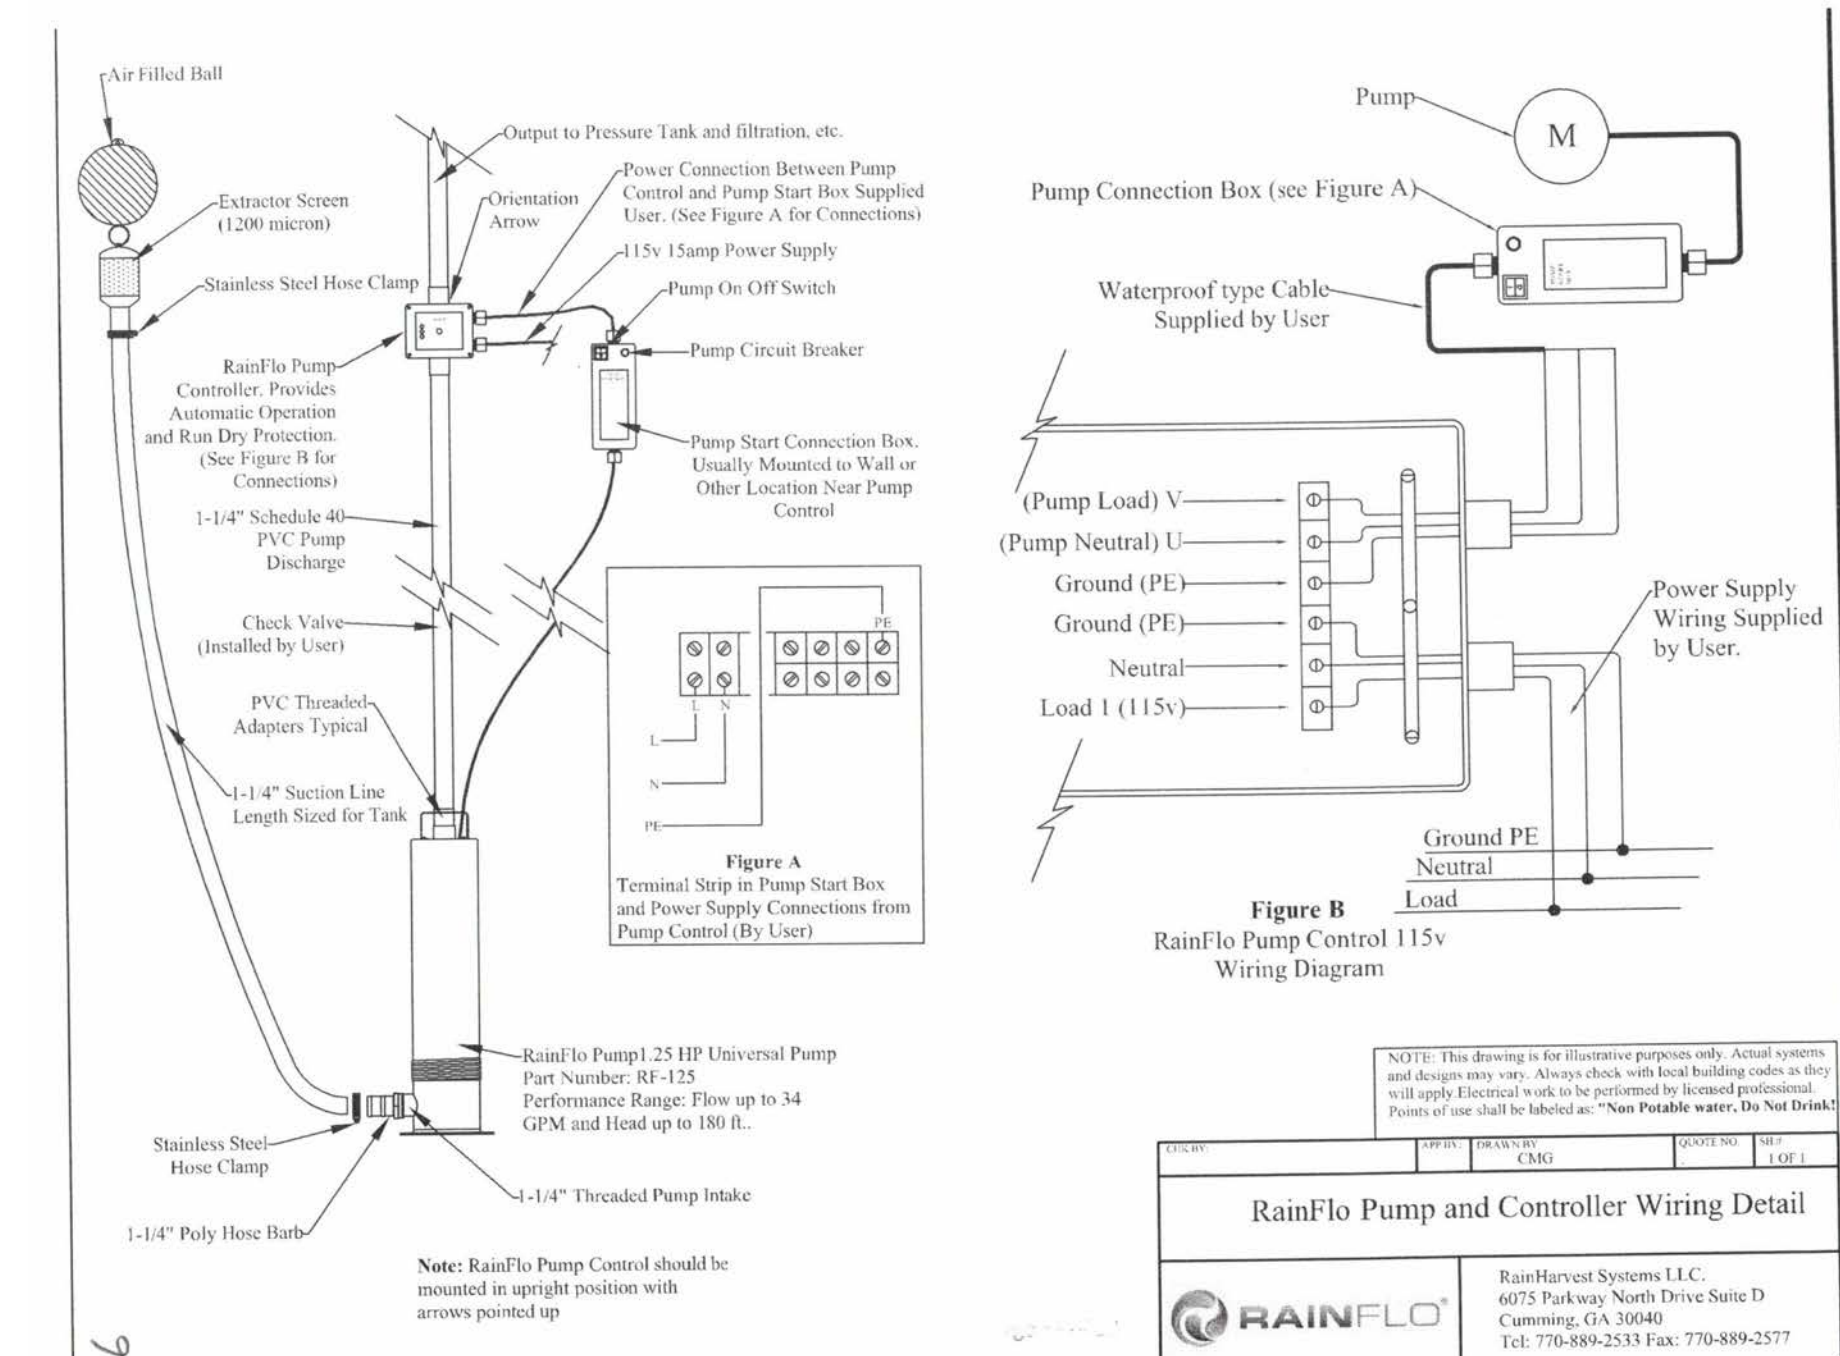 Air Filled Ball
Output to Pressure Tank and filtration, etc.
Power Connection Between Pump
Control and Pump Start Box Supplied
User. (See Figure A for Connections)
Orientation
Arrow
Extractor Screen
(1200 micron)
115v 15amp Power Supply
Stainless Steel Hose Clamp
Pump On Off Switch
Pump Circuit Breaker
RainFlo Pump
Controller. Provides
Automatic Operation
and Run Dry Protection.
(See Figure B for
Connections)
Pump Start Connection Box.
Usually Mounted to Wall or
Other Location Near Pump
Control
1-1/4" Schedule 40
PVC Pump
Discharge
Check Valve
(Installed by User)
PVC Threaded
Adapters Typical
1-1/4" Suction Line
Length Sized for Tank
PE
L N
L
N
PE
Figure A
Terminal Strip in Pump Start Box
and Power Supply Connections from
Pump Control (By User)
RainFlo Pump1.25 HP Universal Pump
Part Number: RF-125
Performance Range: Flow up to 34
GPM and Head up to 180 ft..
Stainless Steel
Hose Clamp
1-1/4" Threaded Pump Intake
1-1/4" Poly Hose Barb
Note: RainFlo Pump Control should be
mounted in upright position with
arrows pointed up
Pump
M
Pump Connection Box (see Figure A)
Waterproof type Cable
Supplied by User
(Pump Load) V
(Pump Neutral) U
Ground (PE)
Ground (PE)
Neutral
Load 1 (115v)
Power Supply
Wiring Supplied
by User.
Ground PE
Neutral
Load
Figure B
RainFlo Pump Control 115v
Wiring Diagram
NOTE: This drawing is for illustrative purposes only. Actual systems
and designs may vary. Always check with local building codes as they
will apply.Electrical work to be performed by licensed professional.
Points of use shall be labeled as: "Non Potable water, Do Not Drink!
CHK BY: APP BY: DRAWN BY QUOTE NO. SH.#
CMG 1 OF 1
RainFlo Pump and Controller Wiring Detail
RAINFLO®
RainHarvest Systems LLC.
6075 Parkway North Drive Suite D
Cumming, GA 30040
Tel: 770-889-2533 Fax: 770-889-2577